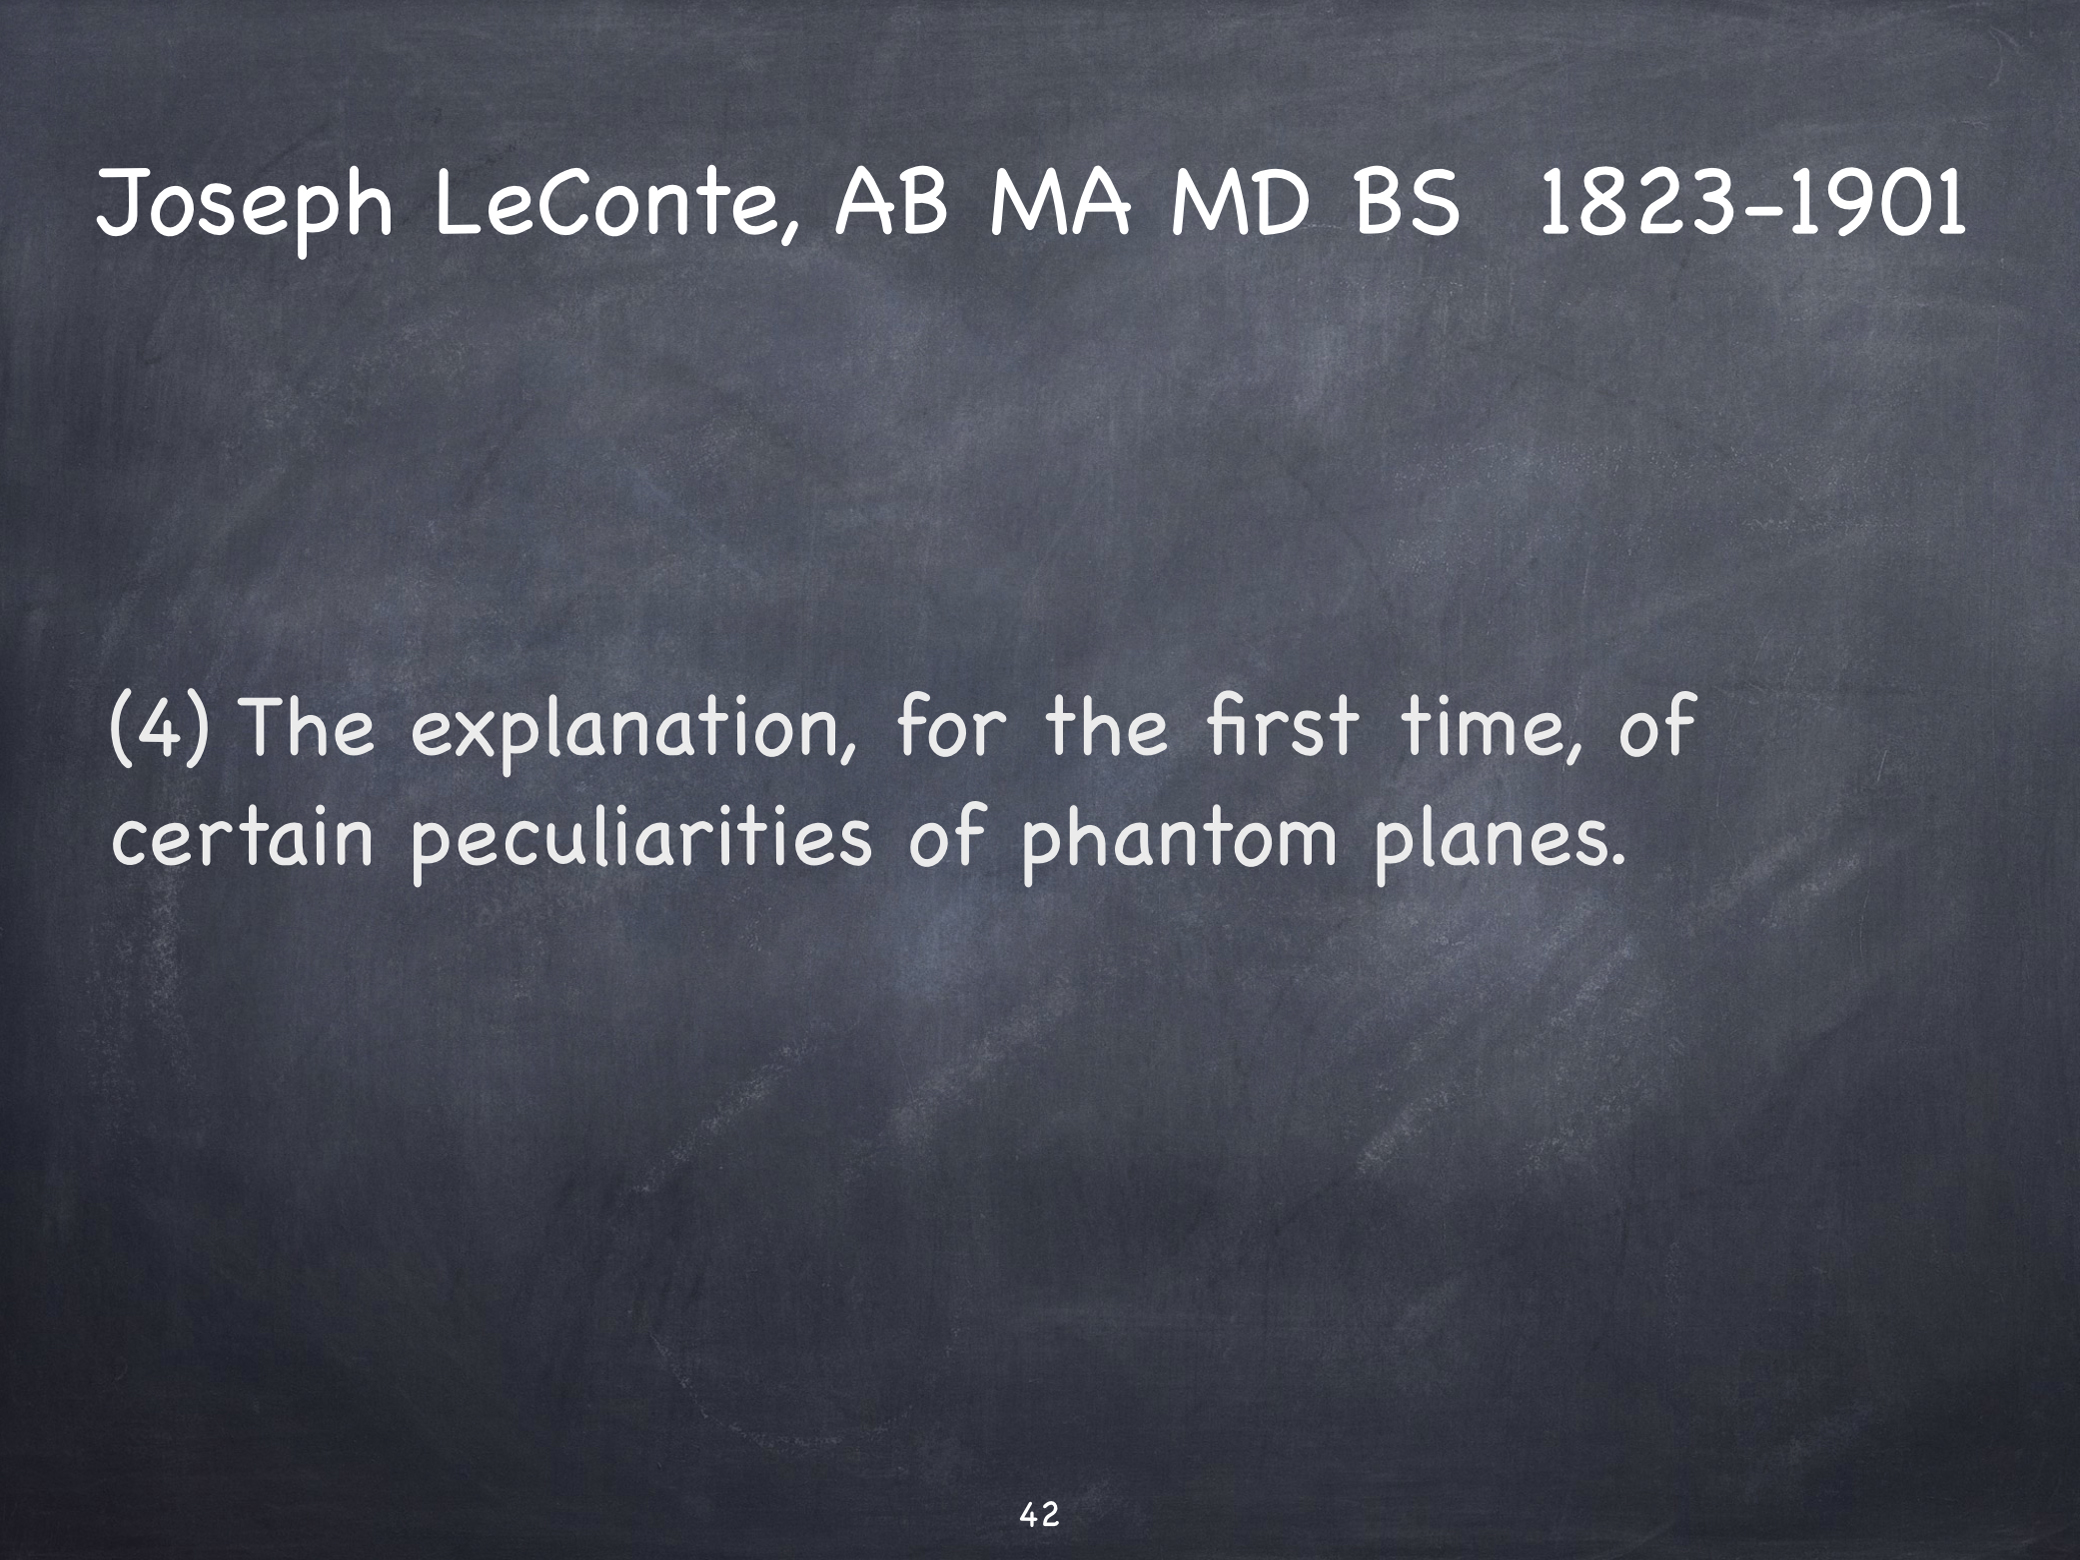 Joseph LeConte, AB MA MD BS  1823-1901
(4) The explanation, for the first time, of
certain peculiarities of phantom planes.
42